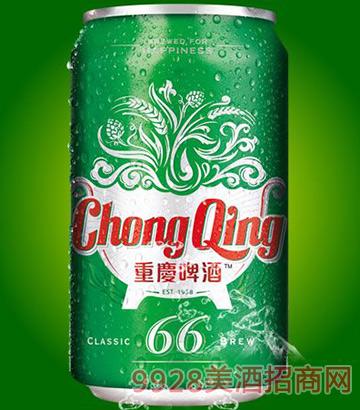 BREWED FOR
HAPPINESS
Chong Qing
重慶啤酒™
EST. 1958
CLASSIC 66 BREW
9928美酒招商网